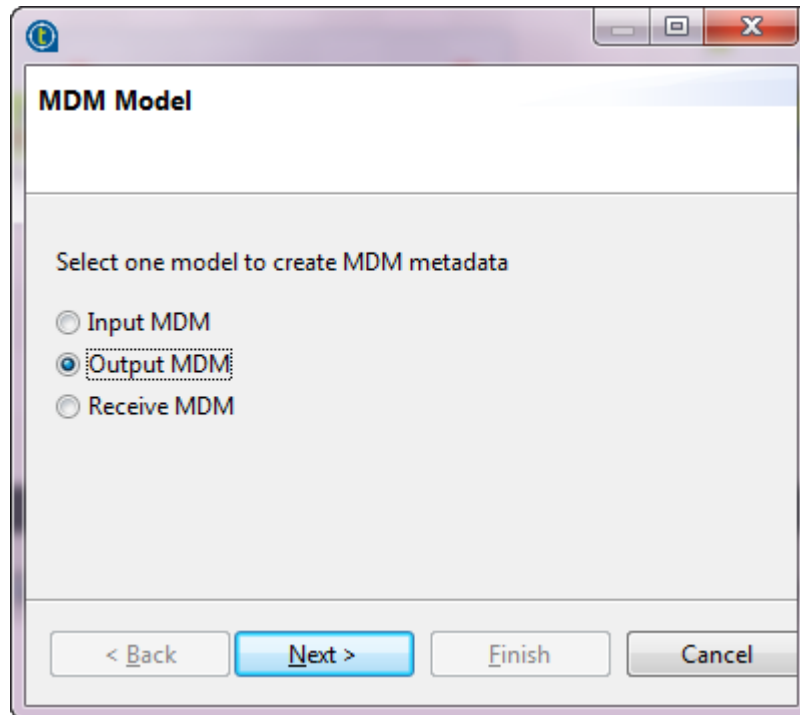 MDM Model
Select one model to create MDM metadata
Input MDM
Output MDM
Receive MDM
< Back Next > Finish Cancel